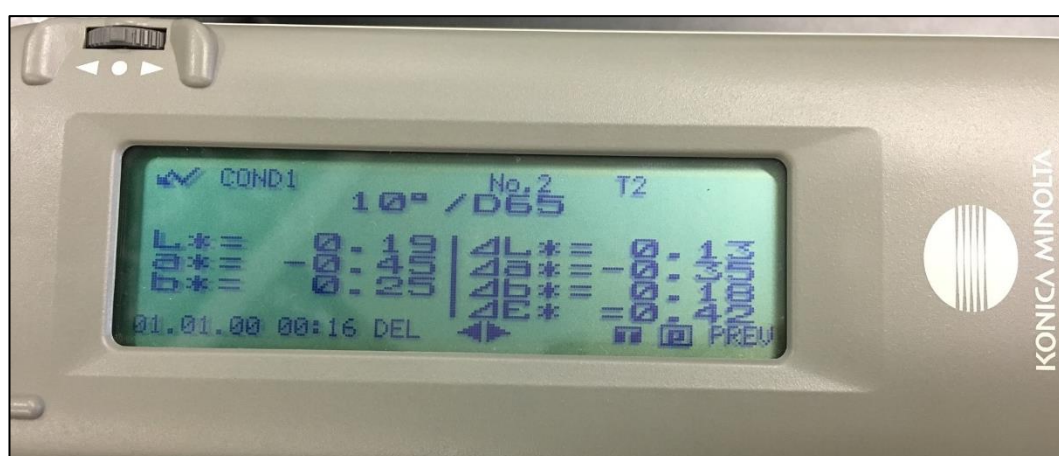 COND1 No.2 T2
10°/D65
L*= 0.19 ΔL*= 0.13
a*= -0.45 Δa*= -0.35
b*= 0.25 Δb*= -0.18
ΔE* =0.42
01.01.00 00:16 DEL PREV
KONICA MINOLTA